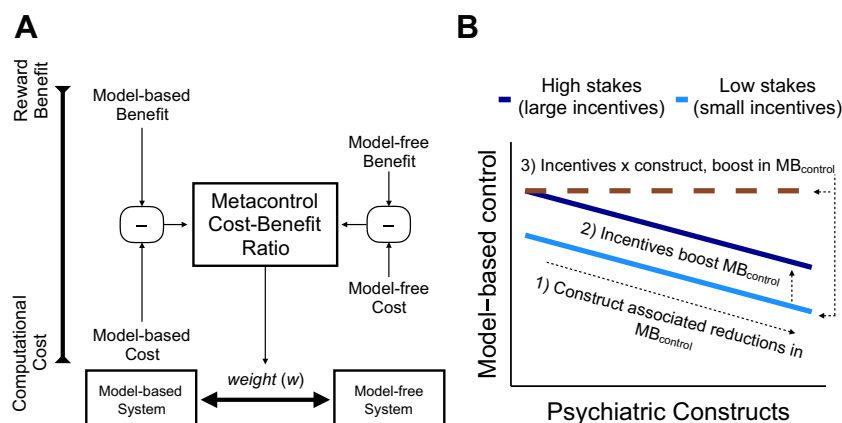 A
Reward
Benefit
Computational
Cost
Model-based
Benefit
Model-free
Benefit
–
Metacontrol
Cost-Benefit
Ratio
–
Model-based
Cost
Model-free
Cost
weight (w)
Model-based
System
Model-free
System
B
High stakes
(large incentives)
Low stakes
(small incentives)
Model−based control
3) Incentives x construct, boost in MBcontrol
2) Incentives boost MBcontrol
1) Construct associated reductions in
MBcontrol
Psychiatric Constructs